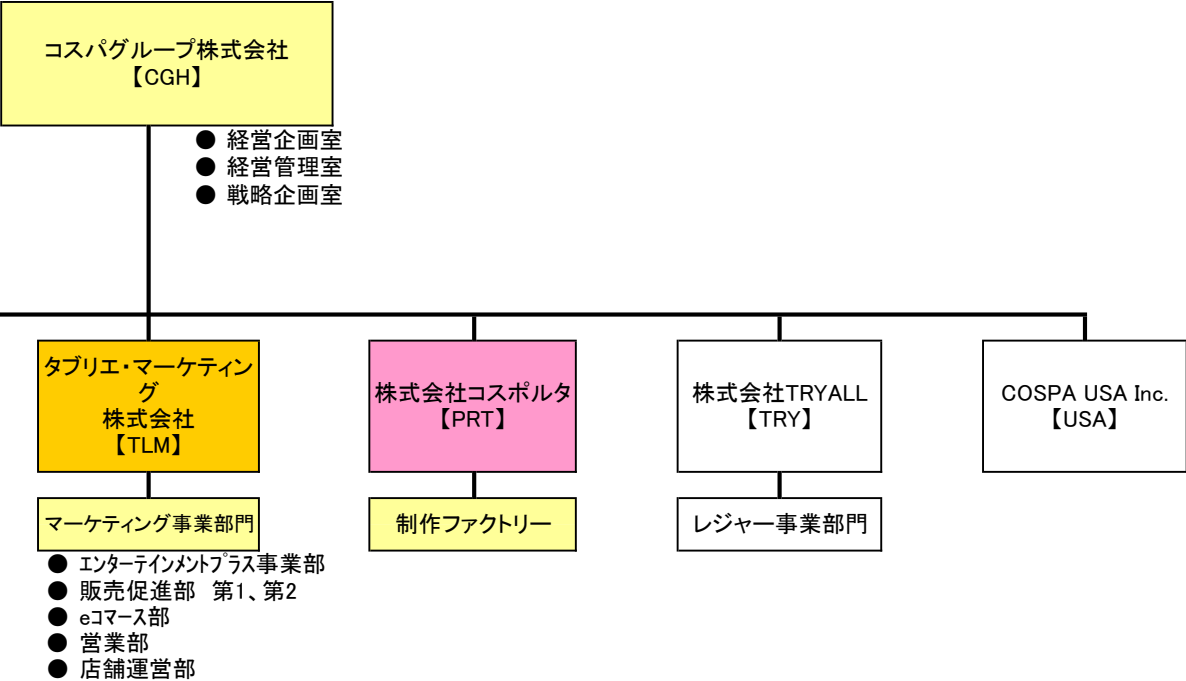 コスパグループ株式会社
【CGH】
● 経営企画室
● 経営管理室
● 戦略企画室
タブリエ・マーケティン
グ
株式会社
【TLM】
株式会社コスポルタ
【PRT】
株式会社TRYALL
【TRY】
COSPA USA Inc.
【USA】
マーケティング事業部門
制作ファクトリー
レジャー事業部門
● ｴﾝﾀｰﾃｲﾝﾒﾝﾄﾌﾟﾗｽ事業部
● 販売促進部　第1、第2
● eｺﾏｰｽ部
● 営業部
● 店舗運営部